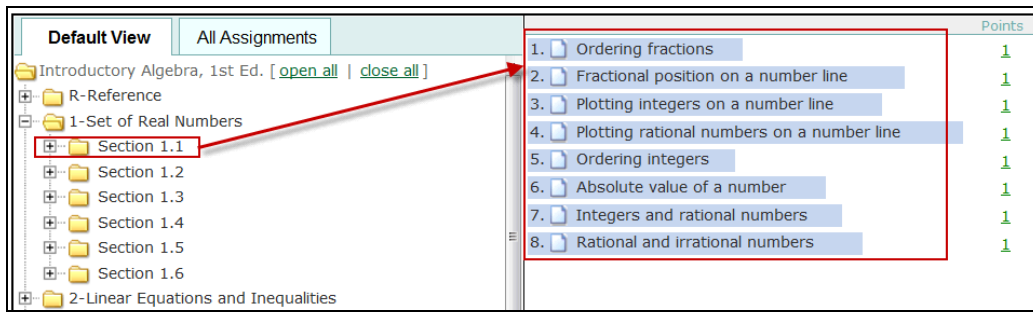 Default View
All Assignments
Introductory Algebra, 1st Ed. [ open all | close all ]
R-Reference
1-Set of Real Numbers
Section 1.1
Section 1.2
Section 1.3
Section 1.4
Section 1.5
Section 1.6
2-Linear Equations and Inequalities
Points
1. Ordering fractions 1
2. Fractional position on a number line 1
3. Plotting integers on a number line 1
4. Plotting rational numbers on a number line 1
5. Ordering integers 1
6. Absolute value of a number 1
7. Integers and rational numbers 1
8. Rational and irrational numbers 1